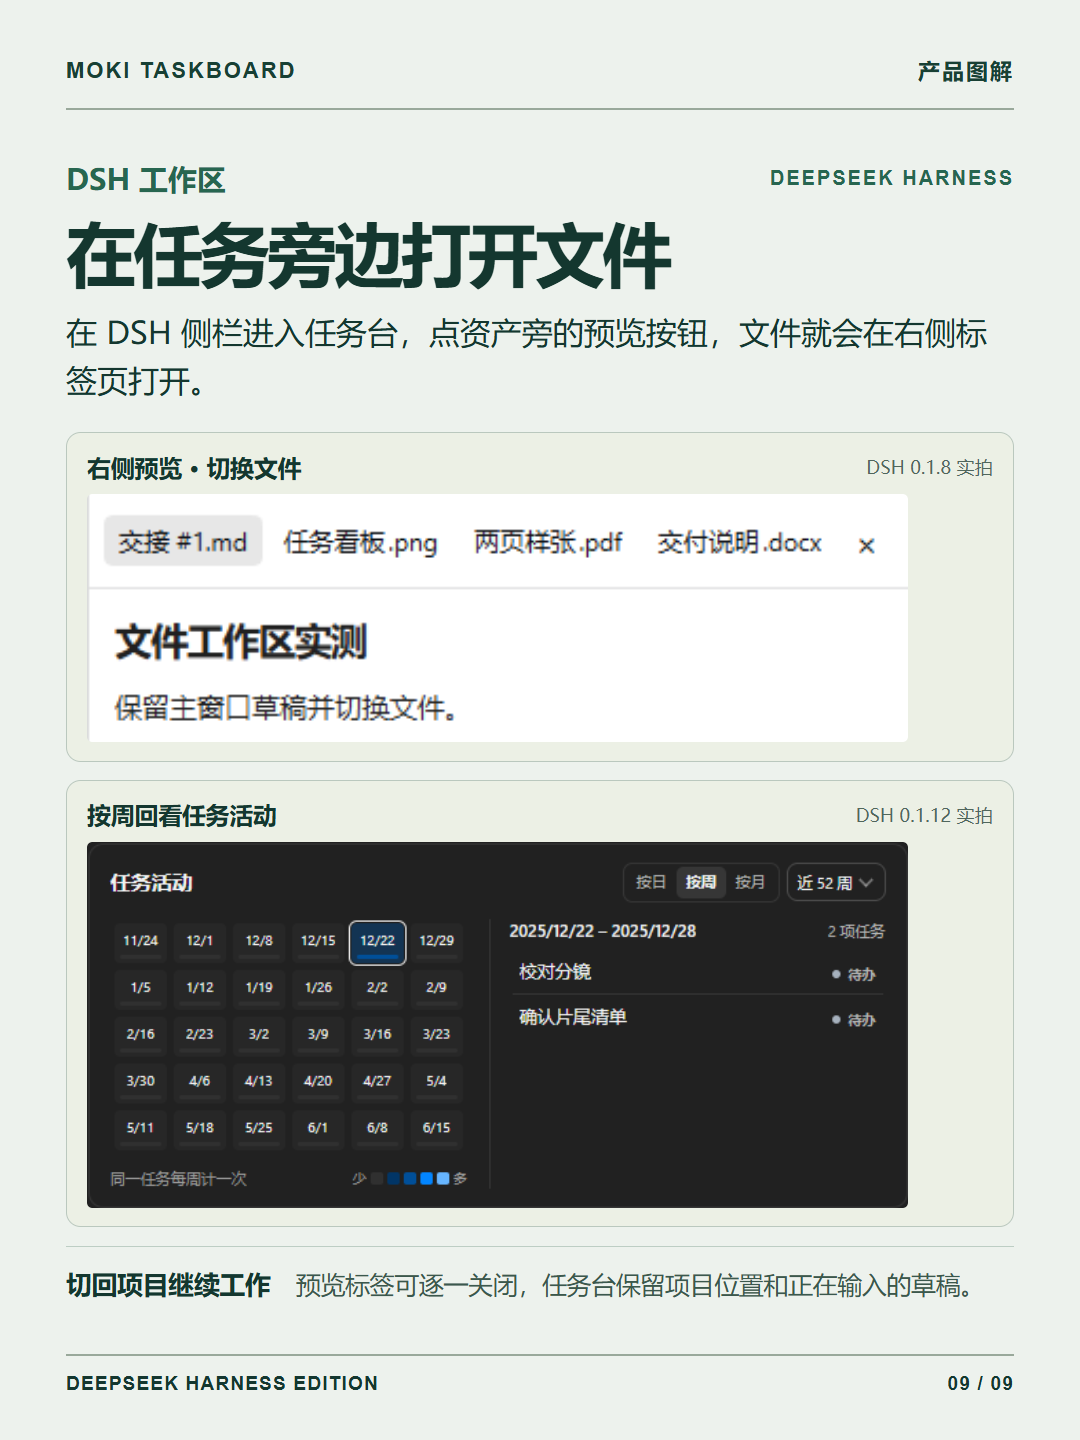 MOKI TASKBOARD
产品图解
DSH 工作区
DEEPSEEK HARNESS
在任务旁边打开文件
在 DSH 侧栏进入任务台，点资产旁的预览按钮，文件就会在右侧标
签页打开。
右侧预览 · 切换文件
DSH 0.1.8 实拍
交接 #1.md 任务看板.png 两页样张.pdf 交付说明.docx ×
文件工作区实测
保留主窗口草稿并切换文件。
按周回看任务活动
DSH 0.1.12 实拍
任务活动
按日 按周 按月 近 52 周
11/24 12/1 12/8 12/15 12/22 12/29
1/5 1/12 1/19 1/26 2/2 2/9
2/16 2/23 3/2 3/9 3/16 3/23
3/30 4/6 4/13 4/20 4/27 5/4
5/11 5/18 5/25 6/1 6/8 6/15
同一任务每周计一次
少 多
2025/12/22 – 2025/12/28 2 项任务
校对分镜 待办
确认片尾清单 待办
切回项目继续工作 预览标签可逐一关闭，任务台保留项目位置和正在输入的草稿。
DEEPSEEK HARNESS EDITION
09 / 09